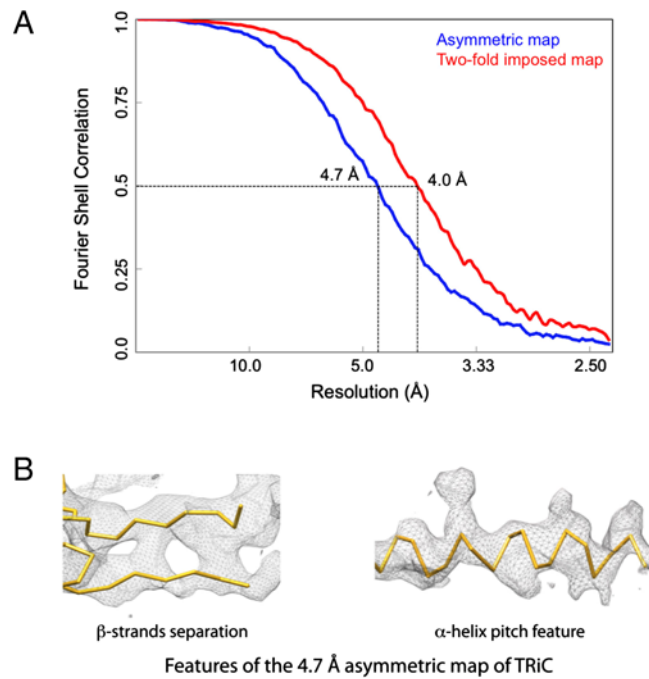 A
Asymmetric map
Two-fold imposed map
1.0
0.75
0.5
0.25
0.0
Fourier Shell Correlation
4.7 Å
4.0 Å
10.0
5.0
3.33
2.50
Resolution (Å)
B
β-strands separation
α-helix pitch feature
Features of the 4.7 Å asymmetric map of TRiC